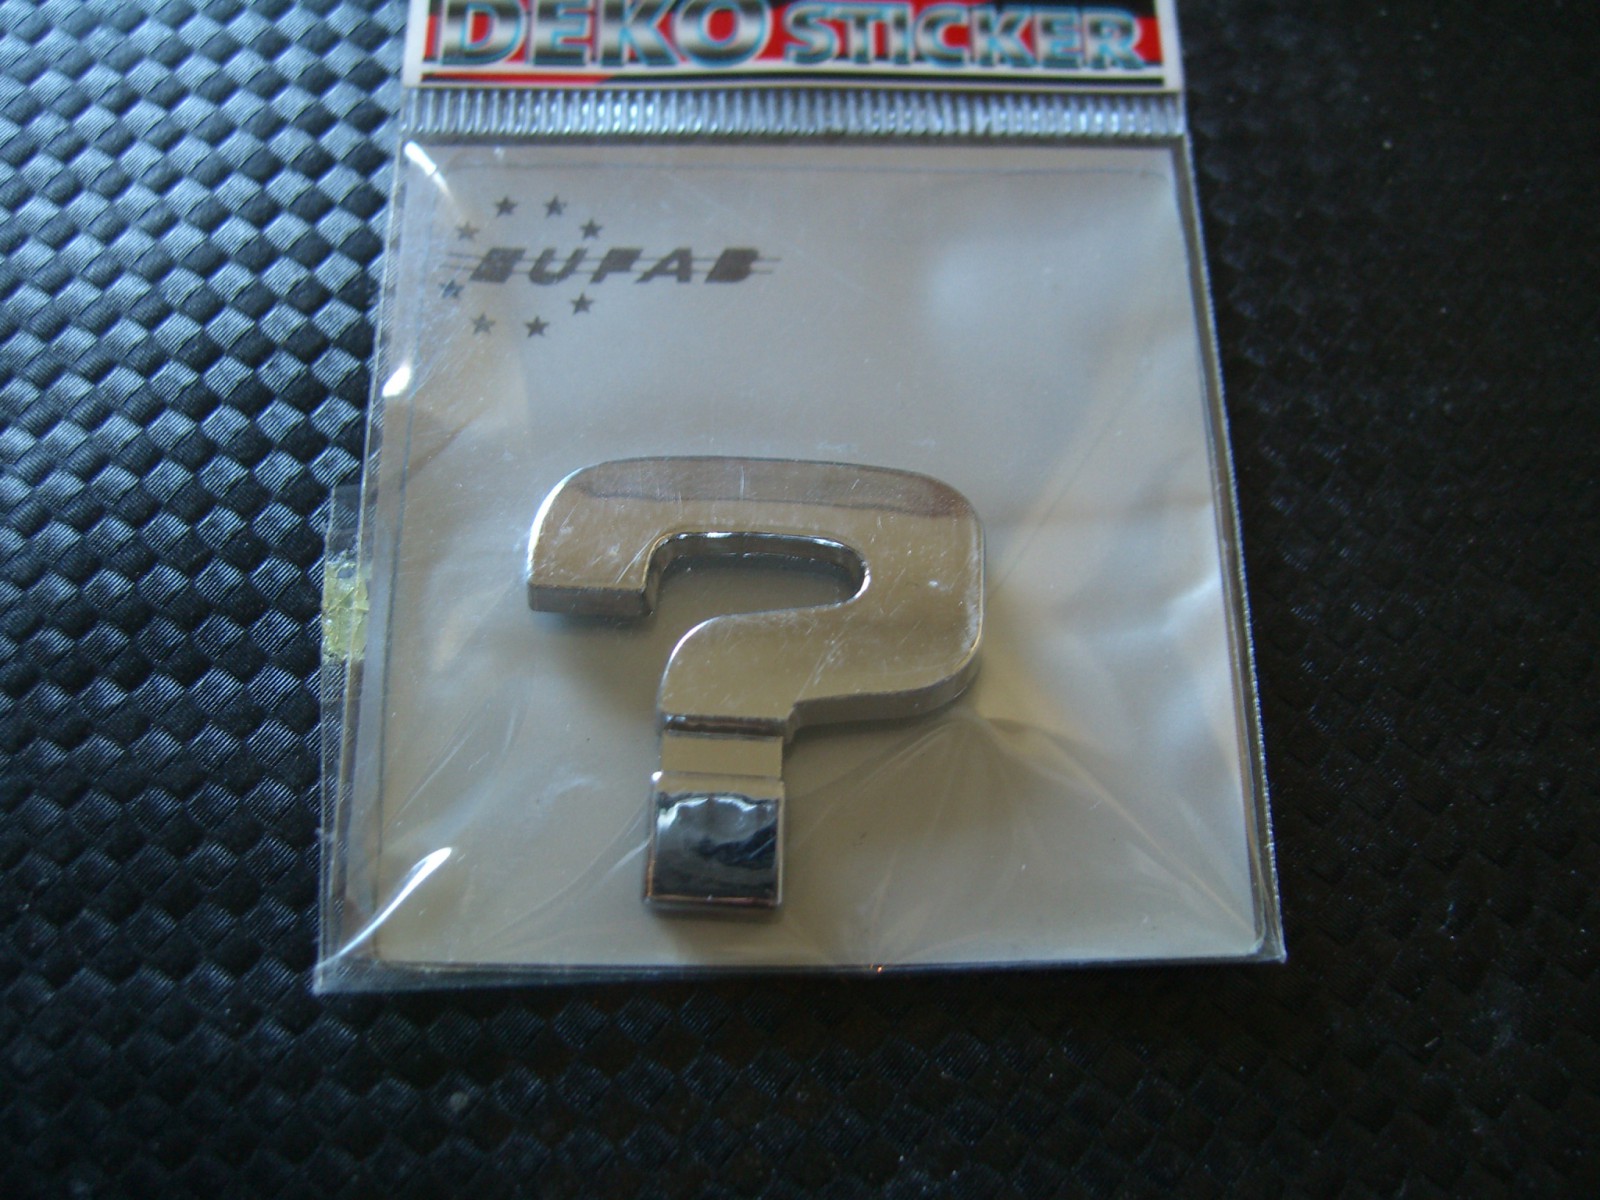 DEKO STICKER
EUFAB
?